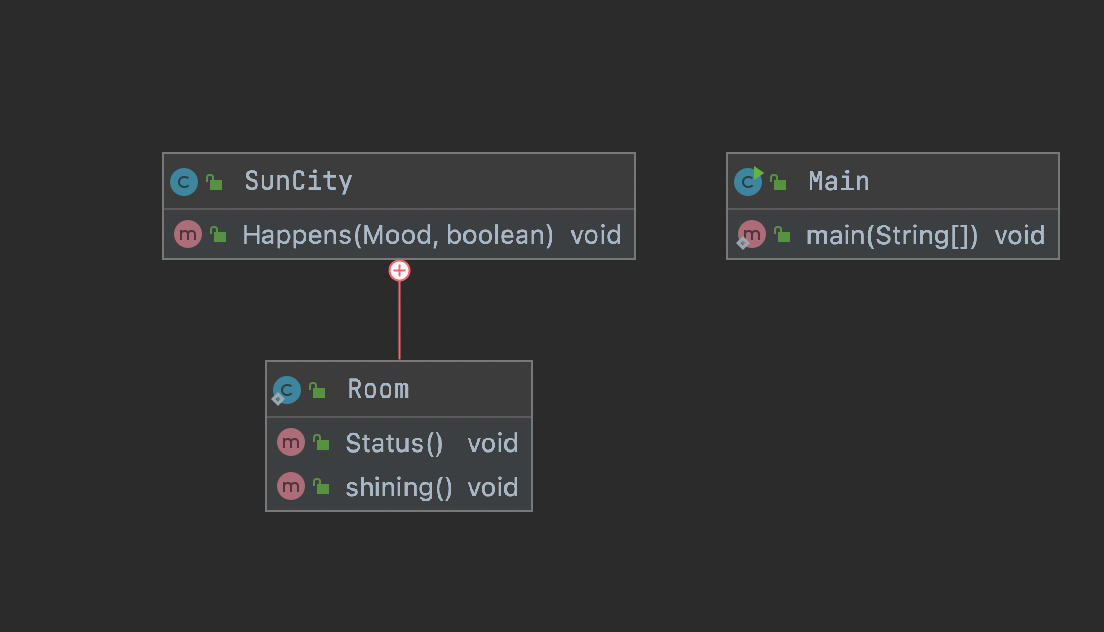 SunCity
Happens(Mood, boolean) void
Main
main(String[]) void
Room
Status() void
shining() void